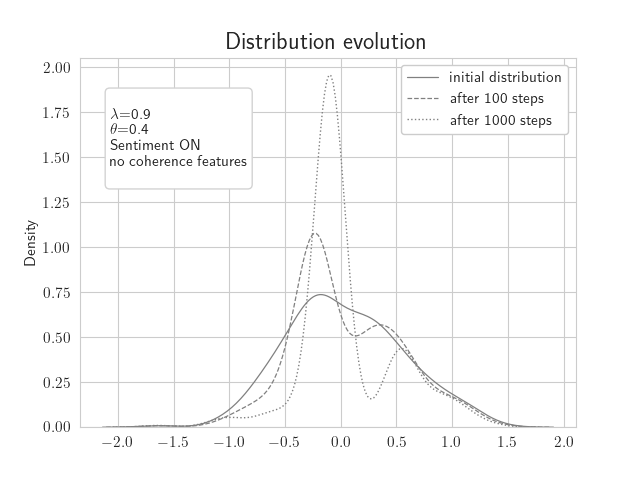 Distribution evolution
2.00
1.75
1.50
1.25
1.00
0.75
0.50
0.25
0.00
Density
λ=0.9
θ=0.4
Sentiment ON
no coherence features
initial distribution
after 100 steps
after 1000 steps
−2.0 −1.5 −1.0 −0.5 0.0 0.5 1.0 1.5 2.0